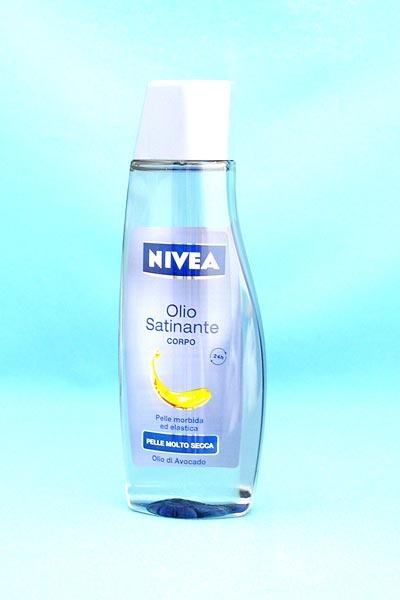 NIVEA
Olio
Satinante
CORPO
24h
Pelle morbida
ed elastica
PELLE MOLTO SECCA
Olio di Avocado